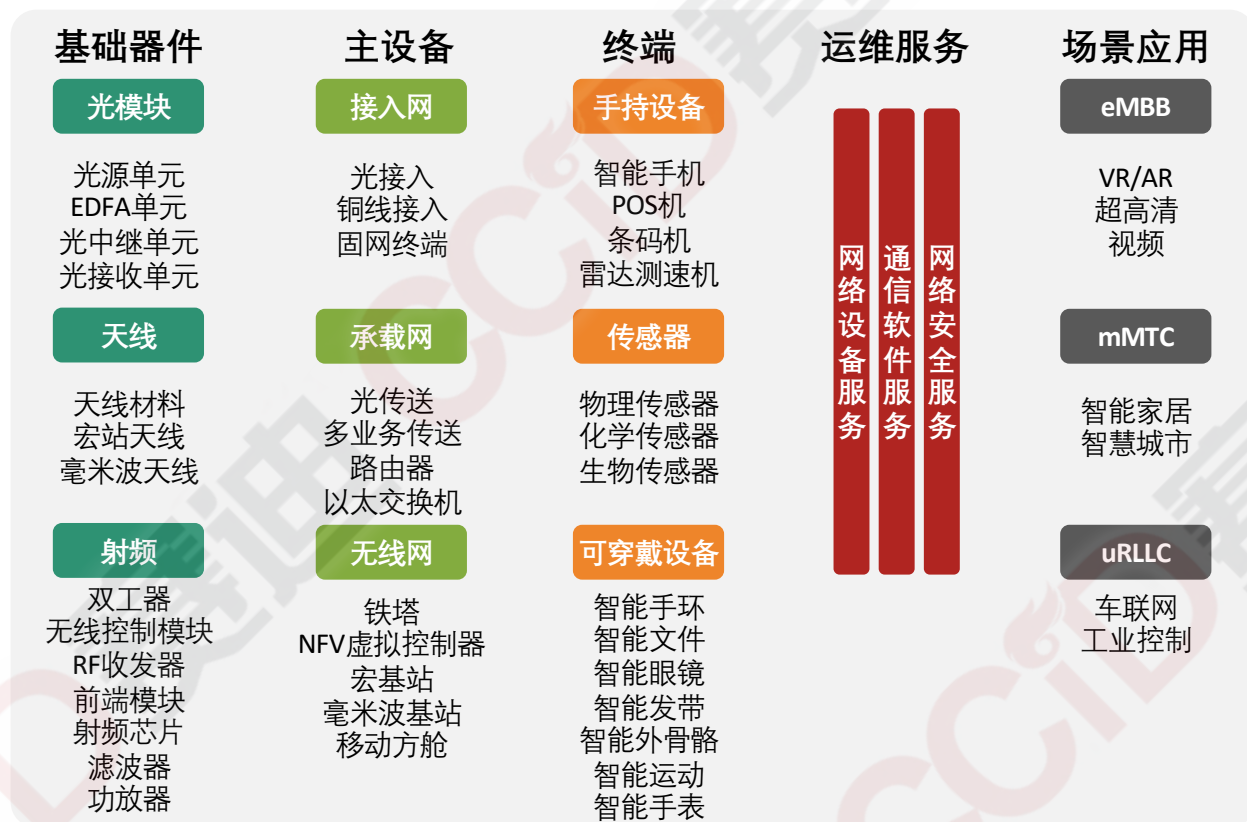 基础器件
光模块
光源单元
EDFA单元
光中继单元
光接收单元
天线
天线材料
宏站天线
毫米波天线
射频
双工器
无线控制模块
RF收发器
前端模块
射频芯片
滤波器
功放器
主设备
接入网
光接入
铜线接入
固网终端
承载网
光传送
多业务传送
路由器
以太交换机
无线网
铁塔
NFV虚拟控制器
宏基站
毫米波基站
移动方舱
终端
手持设备
智能手机
POS机
条码机
雷达测速机
传感器
物理传感器
化学传感器
生物传感器
可穿戴设备
智能手环
智能文件
智能眼镜
智能发带
智能外骨骼
智能运动
智能手表
运维服务
网络设备服务
通信软件服务
网络安全服务
场景应用
eMBB
VR/AR
超高清
视频
mMTC
智能家居
智慧城市
uRLLC
车联网
工业控制
赛迪
CCiD
赛迪
CCiD